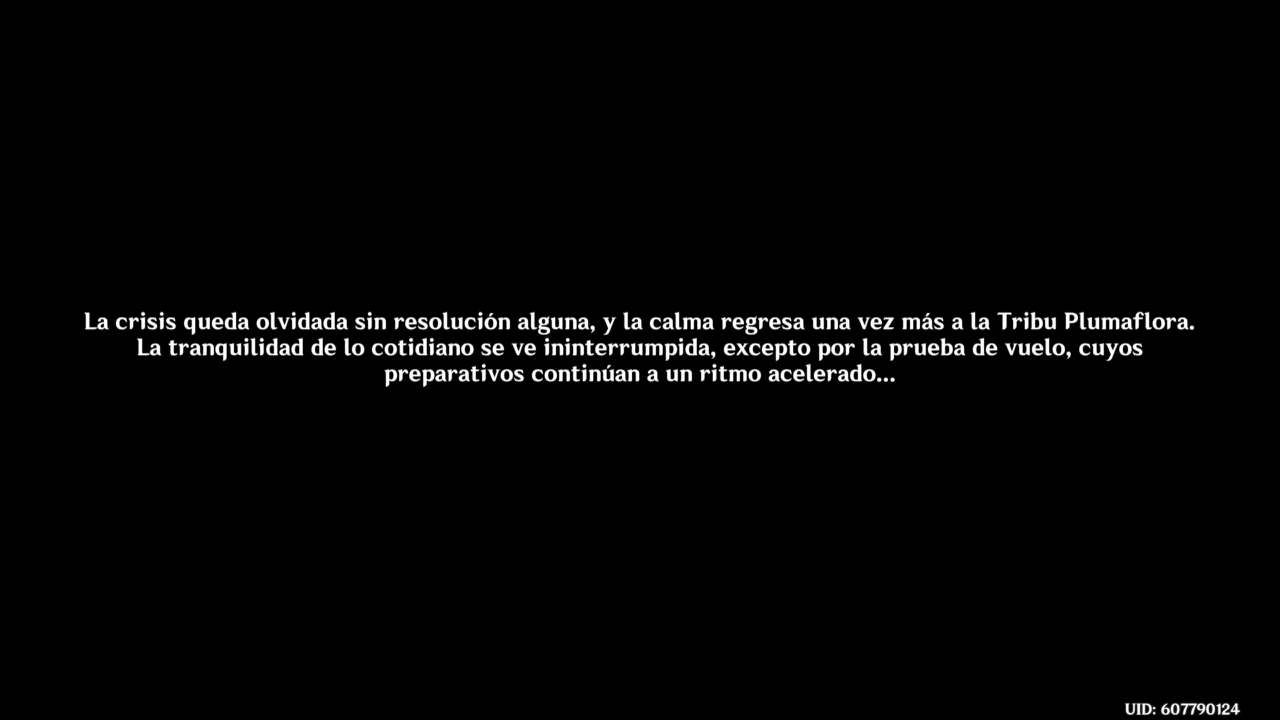 La crisis queda olvidada sin resolución alguna, y la calma regresa una vez más a la Tribu Plumaflora.
La tranquilidad de lo cotidiano se ve ininterrumpida, excepto por la prueba de vuelo, cuyos
preparativos continúan a un ritmo acelerado...
UID: 607790124